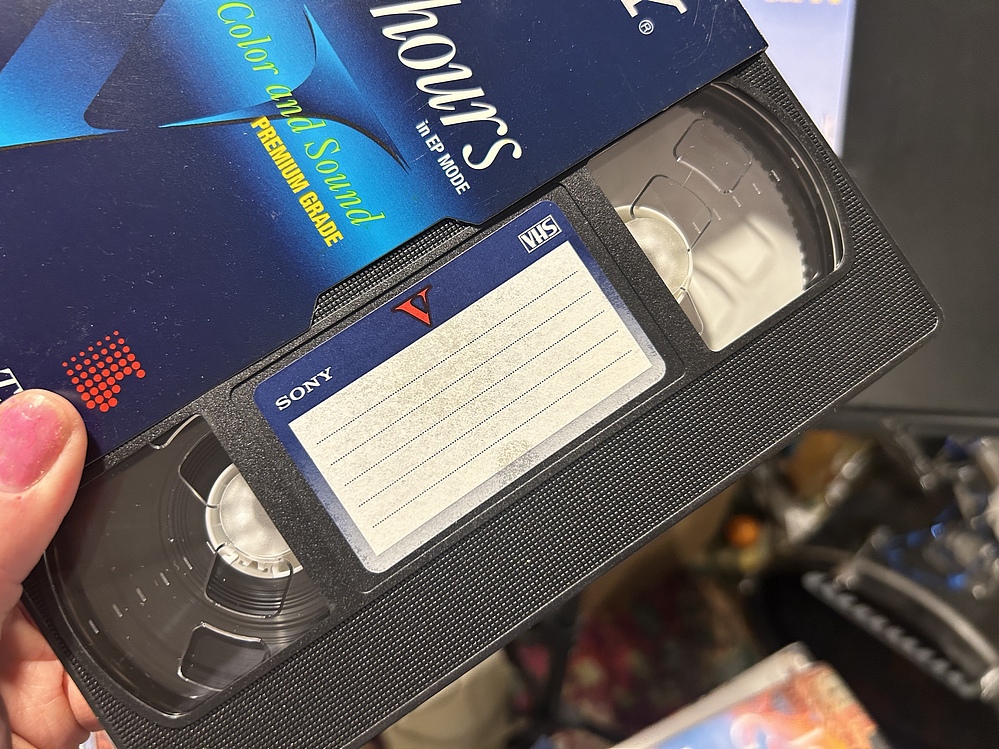 hours
in EP MODE
Color and Sound
PREMIUM GRADE
VHS
V
SONY